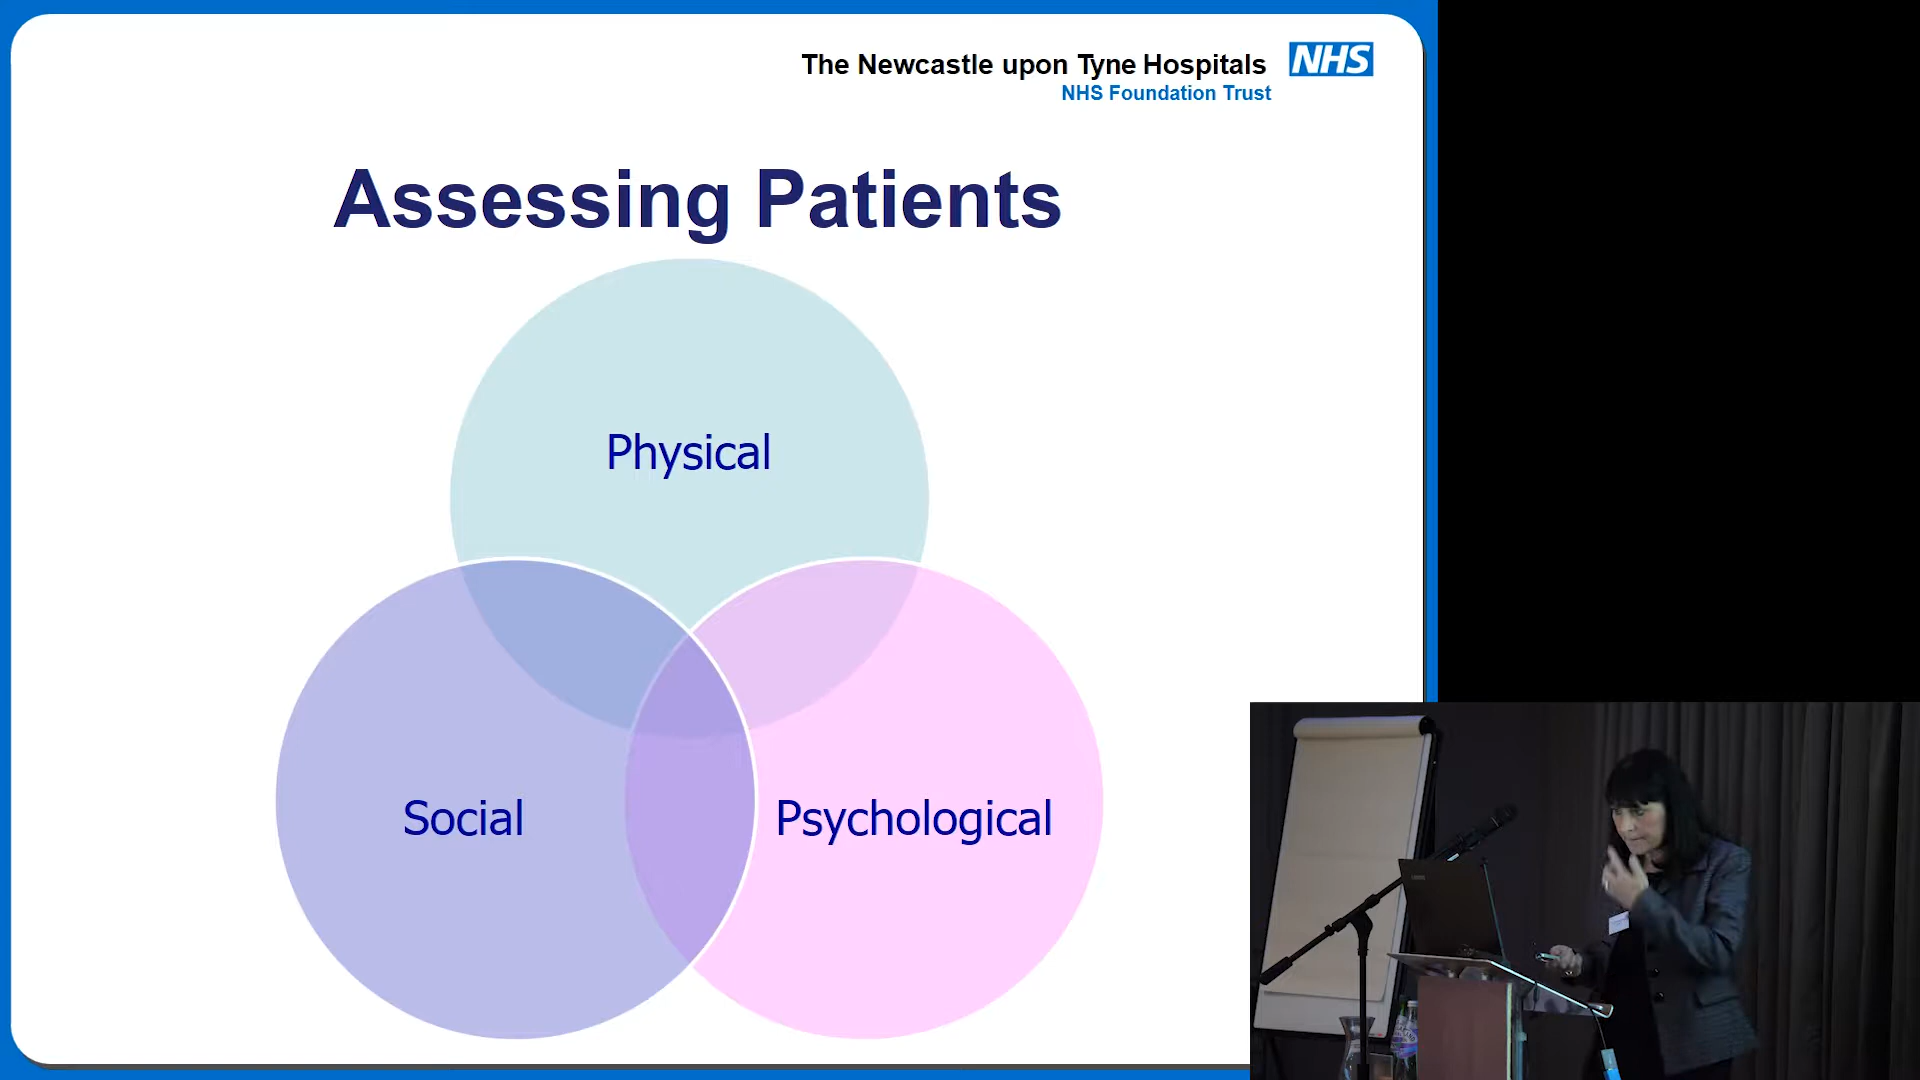 The Newcastle upon Tyne Hospitals NHS
NHS Foundation Trust
Assessing Patients
Physical
Social
Psychological